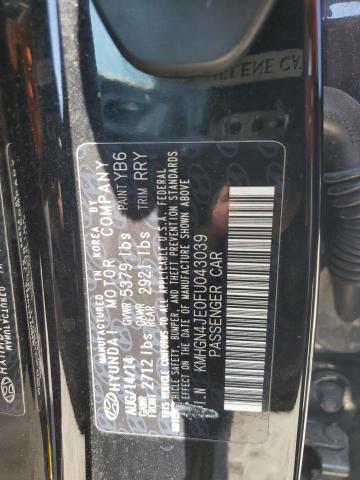 MANUFACTURED IN KOREA BY
HYUNDAI MOTOR COMPANY
AUG/14/14 GVWR 5379 lbs PAINT YB6
GAWR FRONT 2712 lbs GAWR REAR 2921 lbs TRIM RRY
THIS VEHICLE CONFORMS TO ALL APPLICABLE U.S.A. FEDERAL
MOTOR VEHICLE SAFETY, BUMPER, AND THEFT PREVENTION STANDARDS
IN EFFECT ON THE DATE OF MANUFACTURE SHOWN ABOVE
V.I.N KMHGN4JE0FU043039
PASSENGER CAR